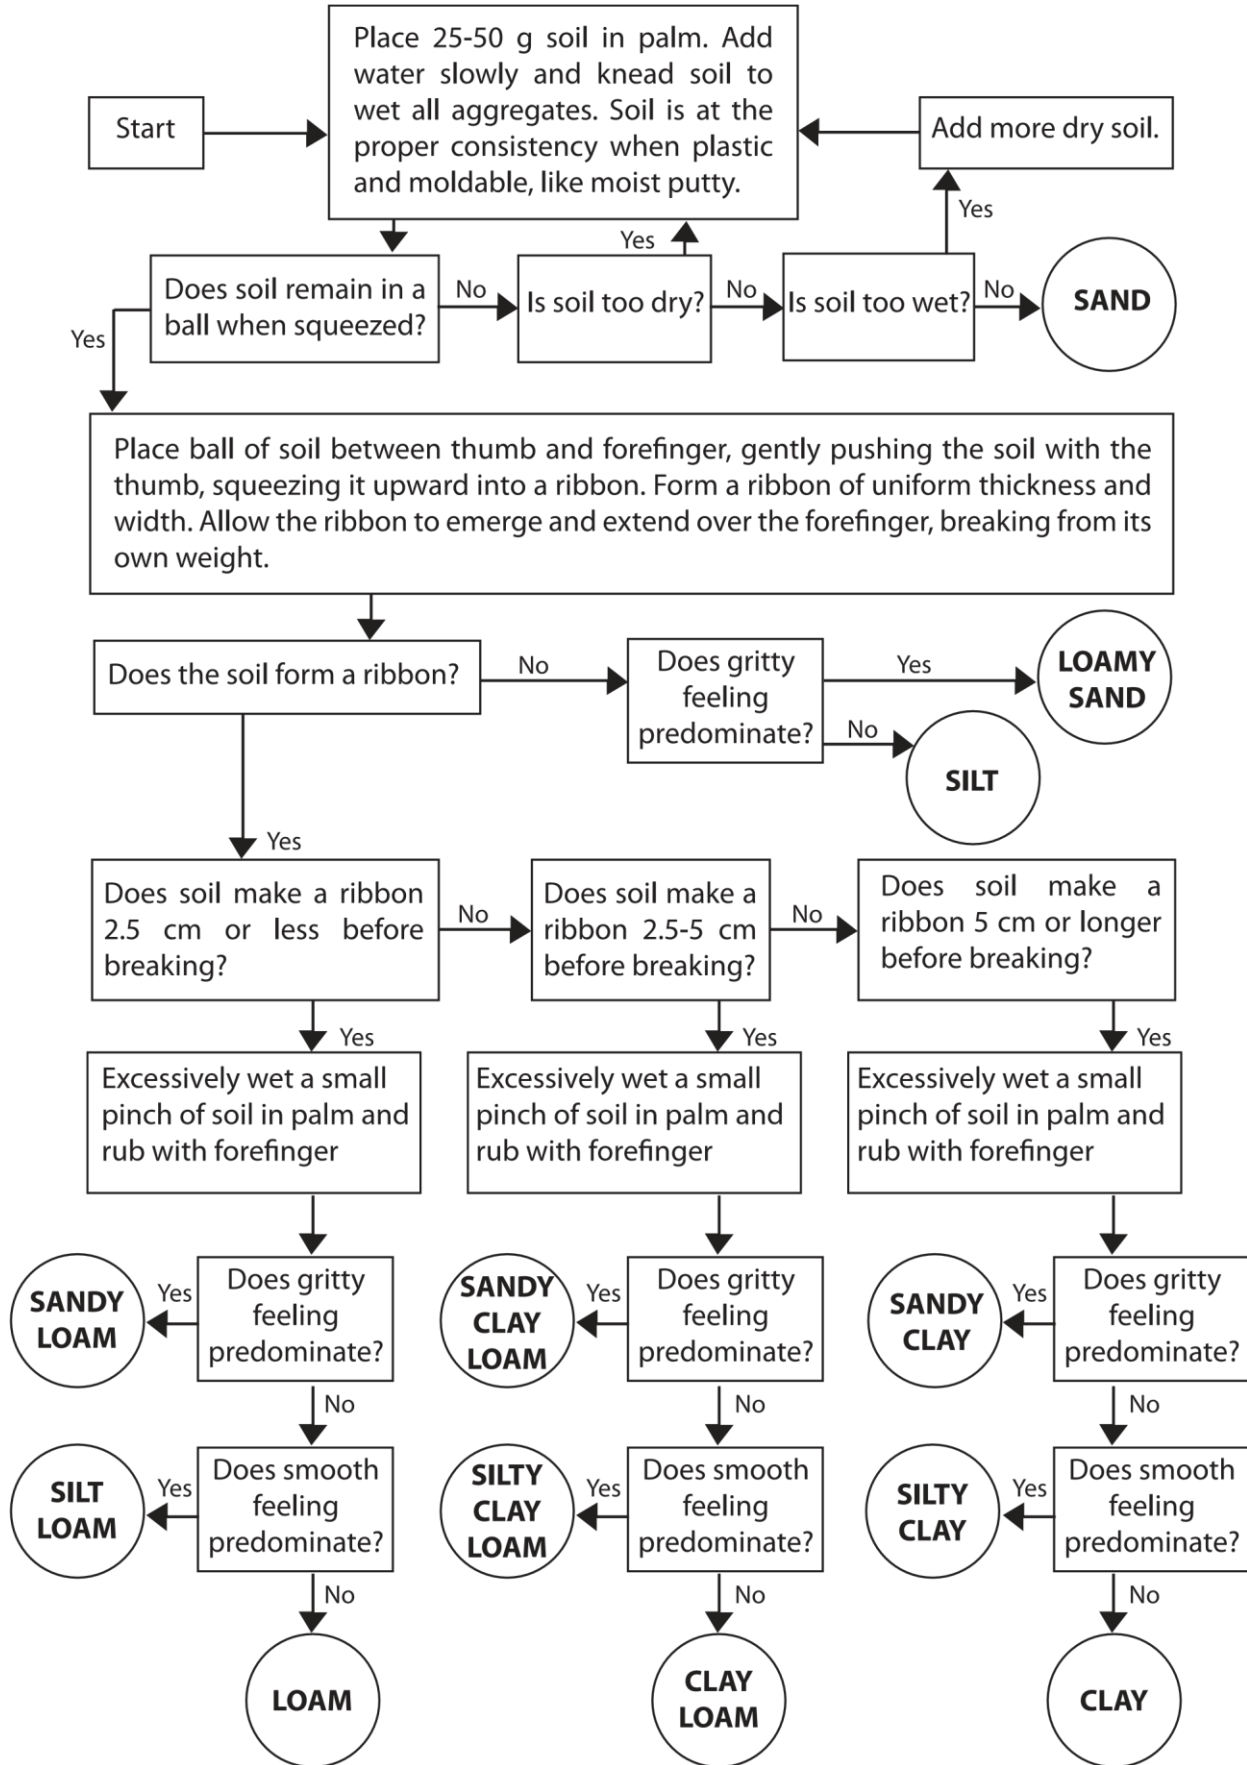 Place 25-50 g soil in palm. Add
water slowly and knead soil to
wet all aggregates. Soil is at the
proper consistency when plastic
and moldable, like moist putty.
Start
Add more dry soil.
Yes
Yes
Does soil remain in a
ball when squeezed?
No
Is soil too dry?
No
Is soil too wet?
No
SAND
Yes
Place ball of soil between thumb and forefinger, gently pushing the soil with the
thumb, squeezing it upward into a ribbon. Form a ribbon of uniform thickness and
width. Allow the ribbon to emerge and extend over the forefinger, breaking from its
own weight.
Does the soil form a ribbon?
No
Does gritty
feeling
predominate?
Yes
LOAMY
SAND
No
SILT
Yes
Does soil make a ribbon
2.5 cm or less before
breaking?
No
Does soil make a
ribbon 2.5-5 cm
before breaking?
No
Does soil make a
ribbon 5 cm or longer
before breaking?
Yes
Yes
Yes
Excessively wet a small
pinch of soil in palm and
rub with forefinger
Excessively wet a small
pinch of soil in palm and
rub with forefinger
Excessively wet a small
pinch of soil in palm and
rub with forefinger
SANDY
LOAM
Yes
Does gritty
feeling
predominate?
SANDY
CLAY
LOAM
Yes
Does gritty
feeling
predominate?
SANDY
CLAY
Yes
Does gritty
feeling
predominate?
No
No
No
SILT
LOAM
Yes
Does smooth
feeling
predominate?
SILTY
CLAY
LOAM
Yes
Does smooth
feeling
predominate?
SILTY
CLAY
Yes
Does smooth
feeling
predominate?
No
No
No
LOAM
CLAY
LOAM
CLAY